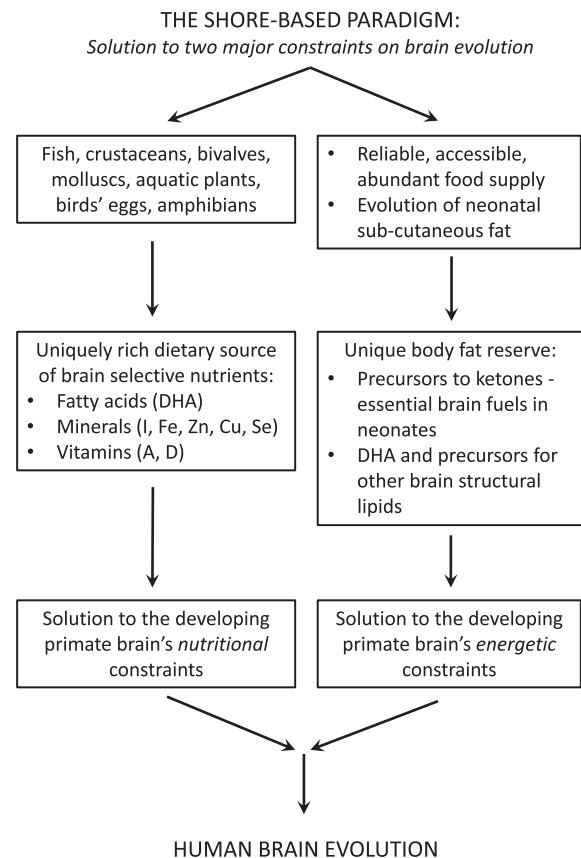 THE SHORE-BASED PARADIGM:
Solution to two major constraints on brain evolution
Fish, crustaceans, bivalves,
molluscs, aquatic plants,
birds' eggs, amphibians
• Reliable, accessible,
abundant food supply
• Evolution of neonatal
sub-cutaneous fat
Uniquely rich dietary source
of brain selective nutrients:
• Fatty acids (DHA)
• Minerals (I, Fe, Zn, Cu, Se)
• Vitamins (A, D)
Unique body fat reserve:
• Precursors to ketones -
essential brain fuels in
neonates
• DHA and precursors for
other brain structural
lipids
Solution to the developing
primate brain's nutritional
constraints
Solution to the developing
primate brain's energetic
constraints
HUMAN BRAIN EVOLUTION